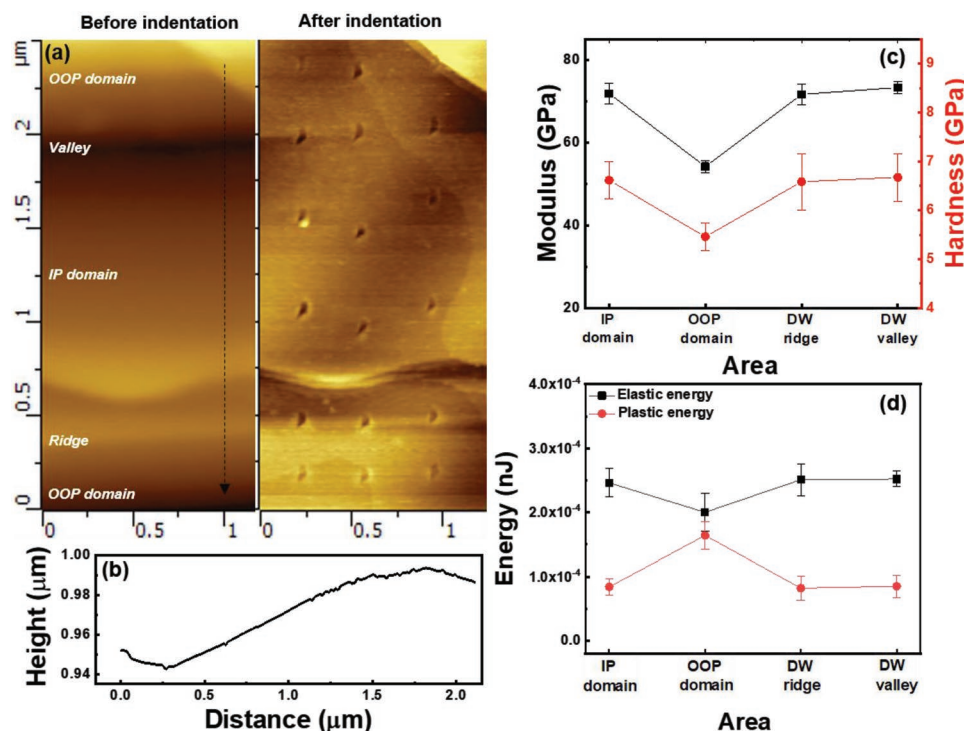 Before indentation
After indentation
(a)
μm
2
1.5
1
0.5
0
OOP domain
Valley
IP domain
Ridge
OOP domain
0 0.5 1
0 0.5 1
(b)
Height (μm)
1.00
0.98
0.96
0.94
0.0 0.5 1.0 1.5 2.0
Distance (μm)
(c)
Modulus (GPa)
80
60
40
20
Hardness (GPa)
9
8
7
6
5
4
IP OOP DW DW
domain domain ridge valley
Area
(d)
Elastic energy
Plastic energy
Energy (nJ)
4.0x10⁻⁴
3.0x10⁻⁴
2.0x10⁻⁴
1.0x10⁻⁴
0.0
IP OOP DW DW
domain domain ridge valley
Area